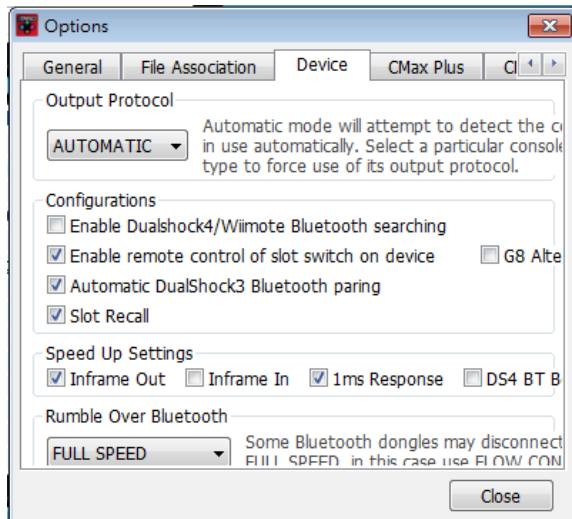 Options
General File Association Device CMax Plus
Output Protocol
AUTOMATIC
Automatic mode will attempt to detect the
in use automatically. Select a particular console
type to force use of its output protocol.
Configurations
Enable Dualshock4/Wiimote Bluetooth searching
Enable remote control of slot switch on device G8
Automatic DualShock3 Bluetooth paring
Slot Recall
Speed Up Settings
Inframe Out Inframe In 1ms Response DS4 BT
Rumble Over Bluetooth
FULL SPEED
Some Bluetooth dongles may disconnect
FULL SPEED, in this case use FLOW
Close